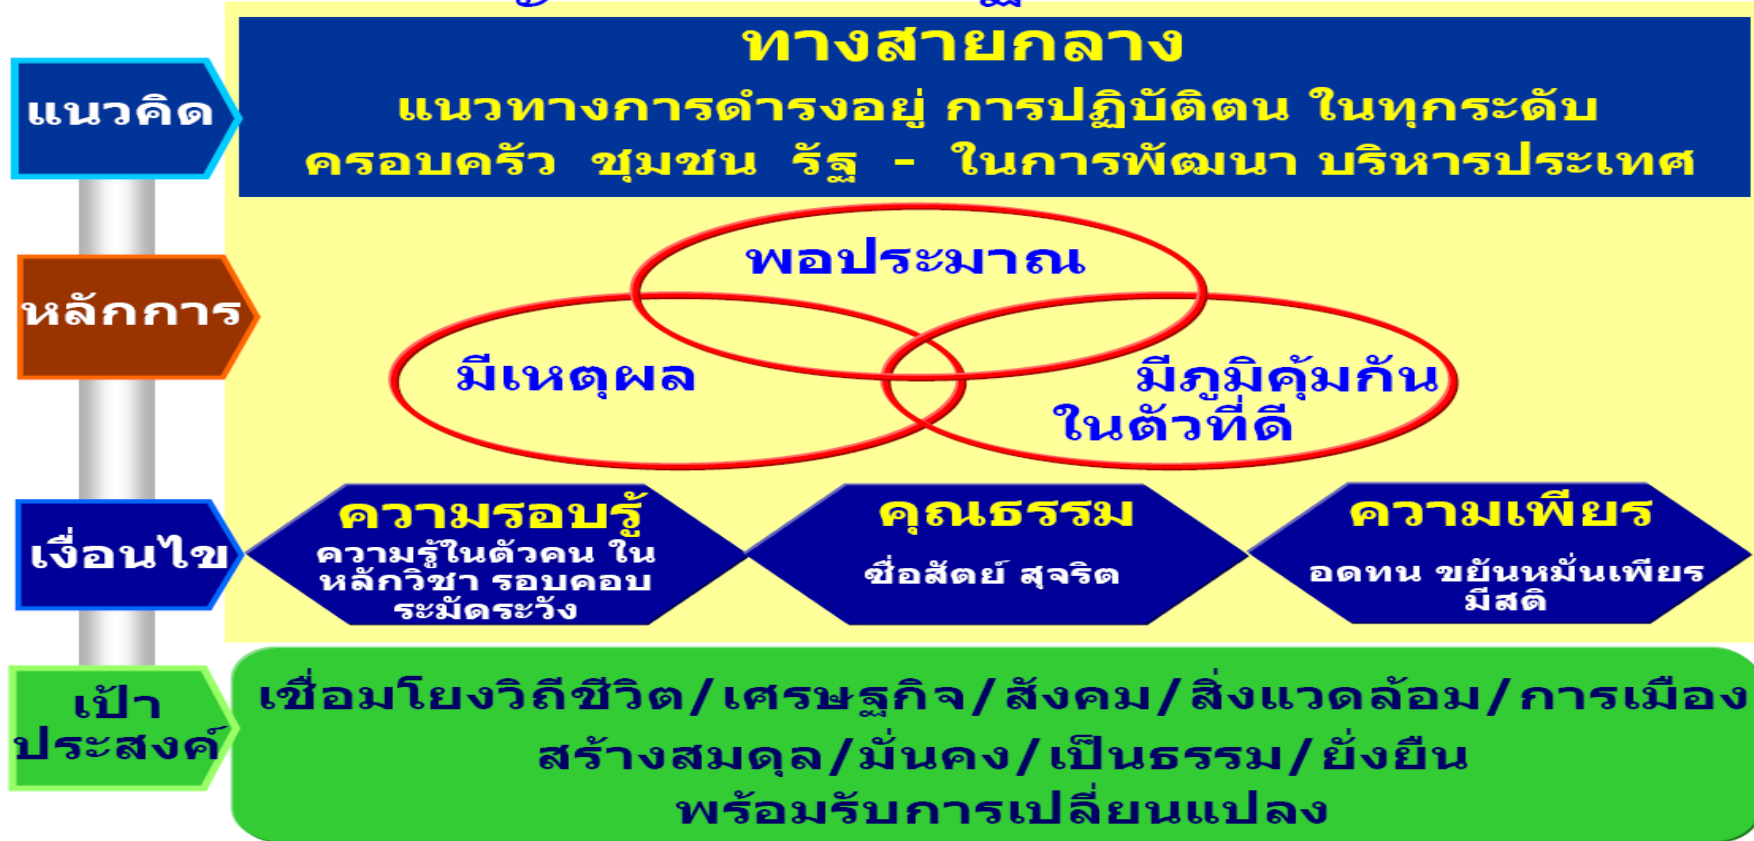 ทางสายกลาง
แนวคิด
แนวทางการดำรงอยู่ การปฏิบัติตน ในทุกระดับ
ครอบครัว ชุมชน รัฐ - ในการพัฒนา บริหารประเทศ
หลักการ
พอประมาณ
มีเหตุผล
มีภูมิคุ้มกัน
ในตัวที่ดี
เงื่อนไข
ความรอบรู้
ความรู้ในตัวคน ใน
หลักวิชา รอบคอบ
ระมัดระวัง
คุณธรรม
ซื่อสัตย์ สุจริต
ความเพียร
อดทน ขยันหมั่นเพียร
มีสติ
เป้า
ประสงค์
เชื่อมโยงวิถีชีวิต/เศรษฐกิจ/สังคม/สิ่งแวดล้อม/การเมือง
สร้างสมดุล/มั่นคง/เป็นธรรม/ยั่งยืน
พร้อมรับการเปลี่ยนแปลง